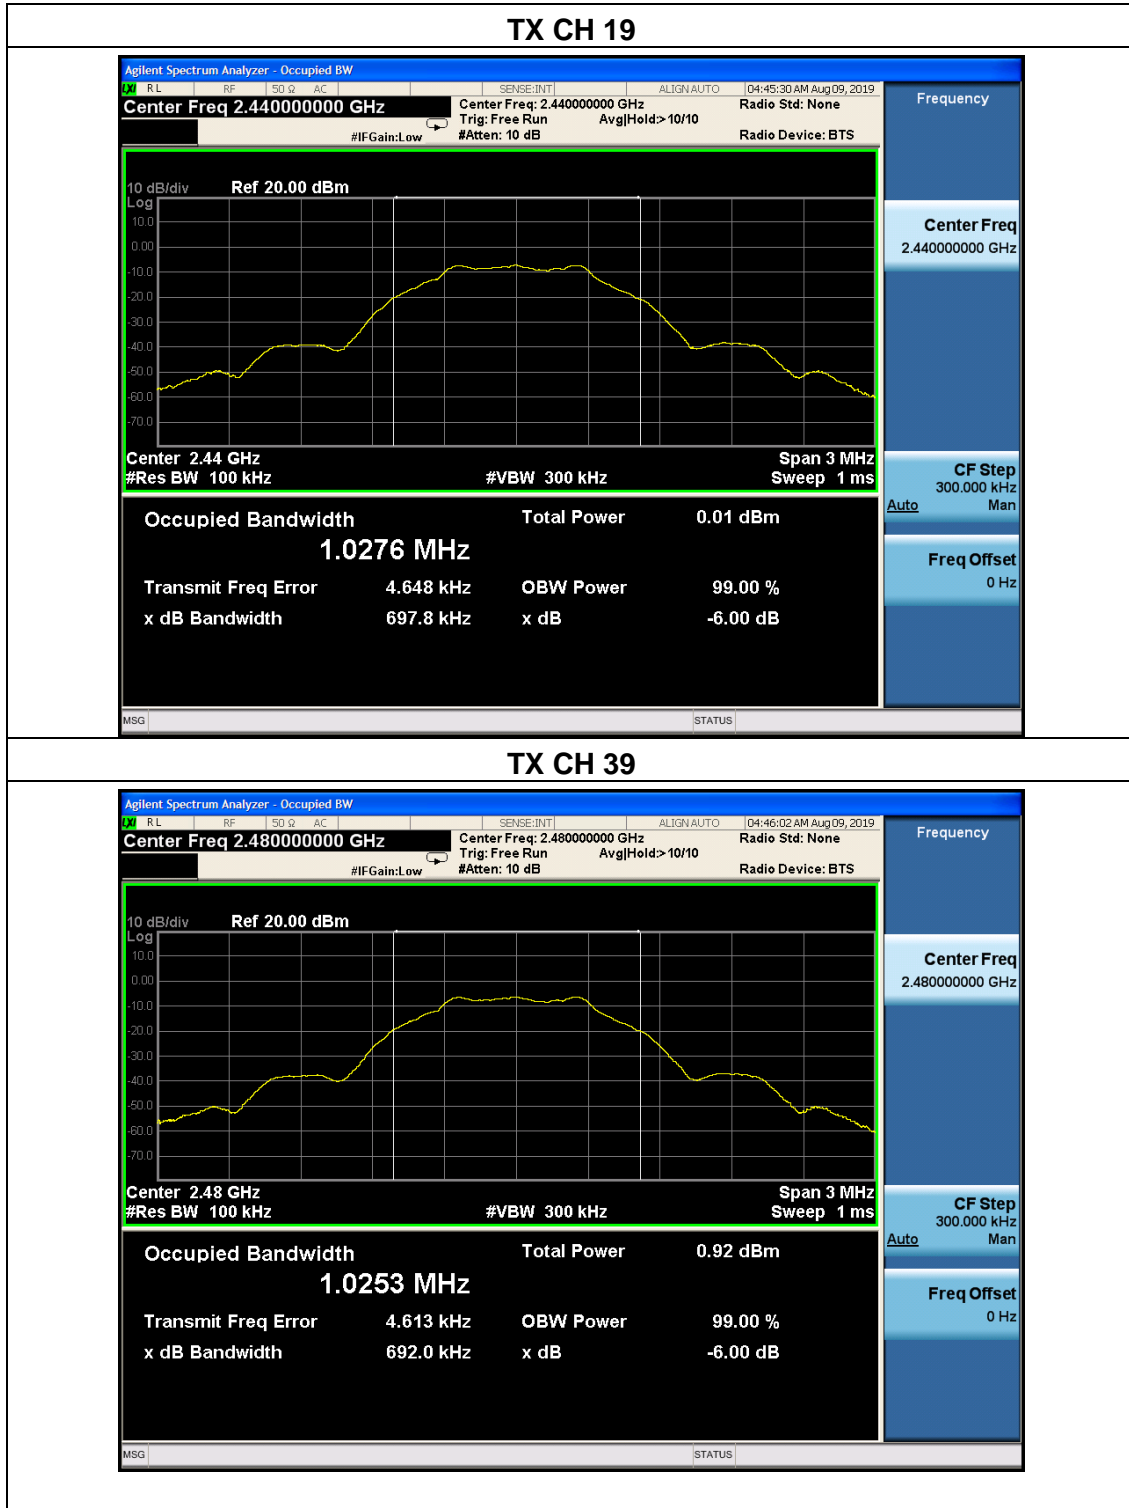 TX CH 19
Agilent Spectrum Analyzer - Occupied BW
LXI RL RF 50 Ω AC SENSE:INT ALIGN AUTO 04:45:30 AM Aug 09, 2019
Center Freq 2.440000000 GHz
Center Freq: 2.440000000 GHz Radio Std: None
Trig: Free Run Avg|Hold:> 10/10
#IFGain:Low #Atten: 10 dB Radio Device: BTS
10 dB/div Ref 20.00 dBm
Log
10.0
0.00
-10.0
-20.0
-30.0
-40.0
-50.0
-60.0
-70.0
Center 2.44 GHz Span 3 MHz
#Res BW 100 kHz #VBW 300 kHz Sweep 1 ms
Occupied Bandwidth Total Power 0.01 dBm
1.0276 MHz
Transmit Freq Error 4.648 kHz OBW Power 99.00 %
x dB Bandwidth 697.8 kHz x dB -6.00 dB
MSG STATUS
Frequency
Center Freq
2.440000000 GHz
CF Step
300.000 kHz
Auto Man
Freq Offset
0 Hz
TX CH 39
Agilent Spectrum Analyzer - Occupied BW
LXI RL RF 50 Ω AC SENSE:INT ALIGN AUTO 04:46:02 AM Aug 09, 2019
Center Freq 2.480000000 GHz
Center Freq: 2.480000000 GHz Radio Std: None
Trig: Free Run Avg|Hold:> 10/10
#IFGain:Low #Atten: 10 dB Radio Device: BTS
10 dB/div Ref 20.00 dBm
Log
10.0
0.00
-10.0
-20.0
-30.0
-40.0
-50.0
-60.0
-70.0
Center 2.48 GHz Span 3 MHz
#Res BW 100 kHz #VBW 300 kHz Sweep 1 ms
Occupied Bandwidth Total Power 0.92 dBm
1.0253 MHz
Transmit Freq Error 4.613 kHz OBW Power 99.00 %
x dB Bandwidth 692.0 kHz x dB -6.00 dB
MSG STATUS
Frequency
Center Freq
2.480000000 GHz
CF Step
300.000 kHz
Auto Man
Freq Offset
0 Hz